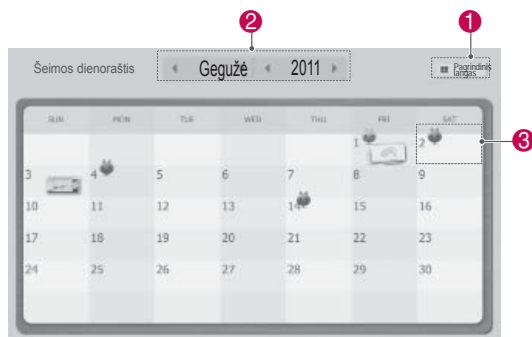 2
1
Šeimos dienoraštis
Gegužė
2011
Pagrindinis
langas
SUN MON TUE WED THU FRI SAT
1 2
3
3 4 5 6 7 8 9
10 11 12 13 14 15 16
17 18 19 20 21 22 23
24 25 26 27 28 29 30